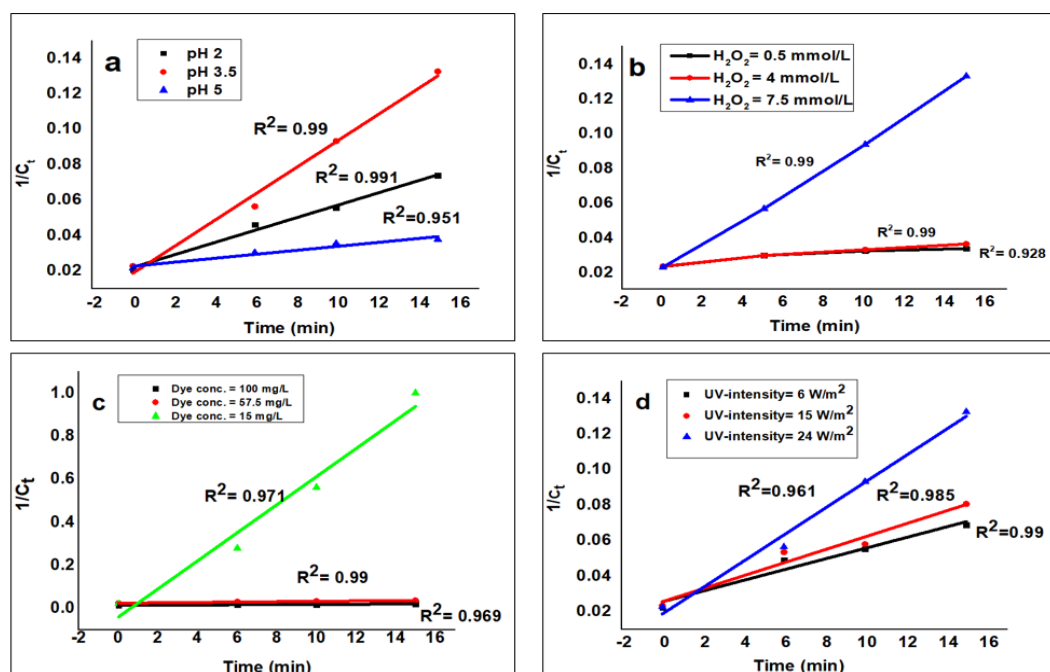 a
pH 2
pH 3.5
pH 5
R²= 0.99
R²= 0.991
R²=0.951
1/Cₜ
0.14
0.12
0.10
0.08
0.06
0.04
0.02
-2 0 2 4 6 8 10 12 14 16
Time (min)
b
H₂O₂= 0.5 mmol/L
H₂O₂= 4 mmol/L
H₂O₂= 7.5 mmol/L
R²= 0.99
R²= 0.99
R²= 0.928
1/Cₜ
0.14
0.12
0.10
0.08
0.06
0.04
0.02
-2 0 2 4 6 8 10 12 14 16
Time (min)
c
Dye conc. = 100 mg/L
Dye conc. = 57.5 mg/L
Dye conc. = 15 mg/L
R²= 0.971
R²= 0.99
R²= 0.969
1/Cₜ
1.0
0.8
0.6
0.4
0.2
0.0
-2 0 2 4 6 8 10 12 14 16
Time (min)
d
UV-intensity= 6 W/m²
UV-intensity= 15 W/m²
UV-intensity= 24 W/m²
R²=0.961
R²=0.985
R²=0.99
1/Cₜ
0.14
0.12
0.10
0.08
0.06
0.04
0.02
-2 0 2 4 6 8 10 12 14 16
Time (min)